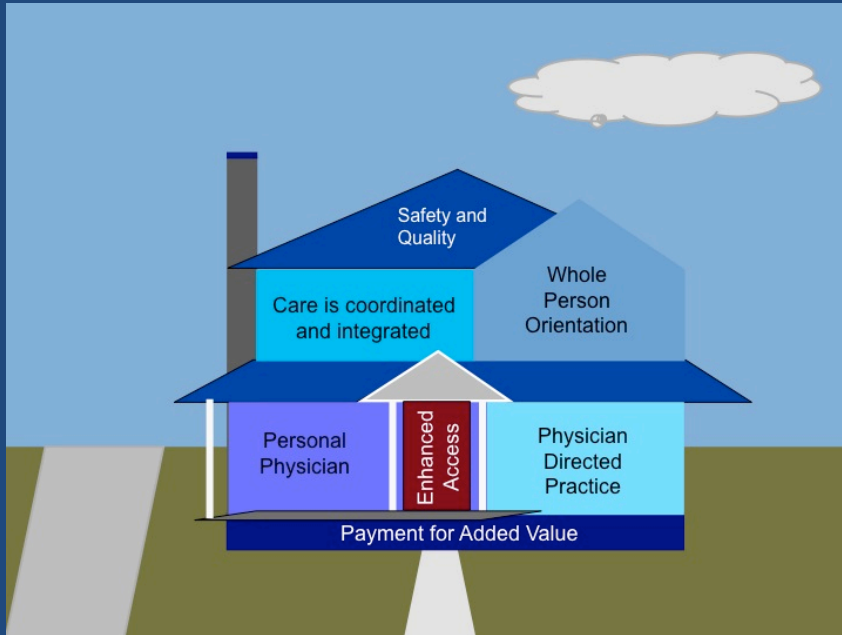 Safety and
Quality
Care is coordinated
and integrated
Whole
Person
Orientation
Personal
Physician
Enhanced
Access
Physician
Directed
Practice
Payment for Added Value